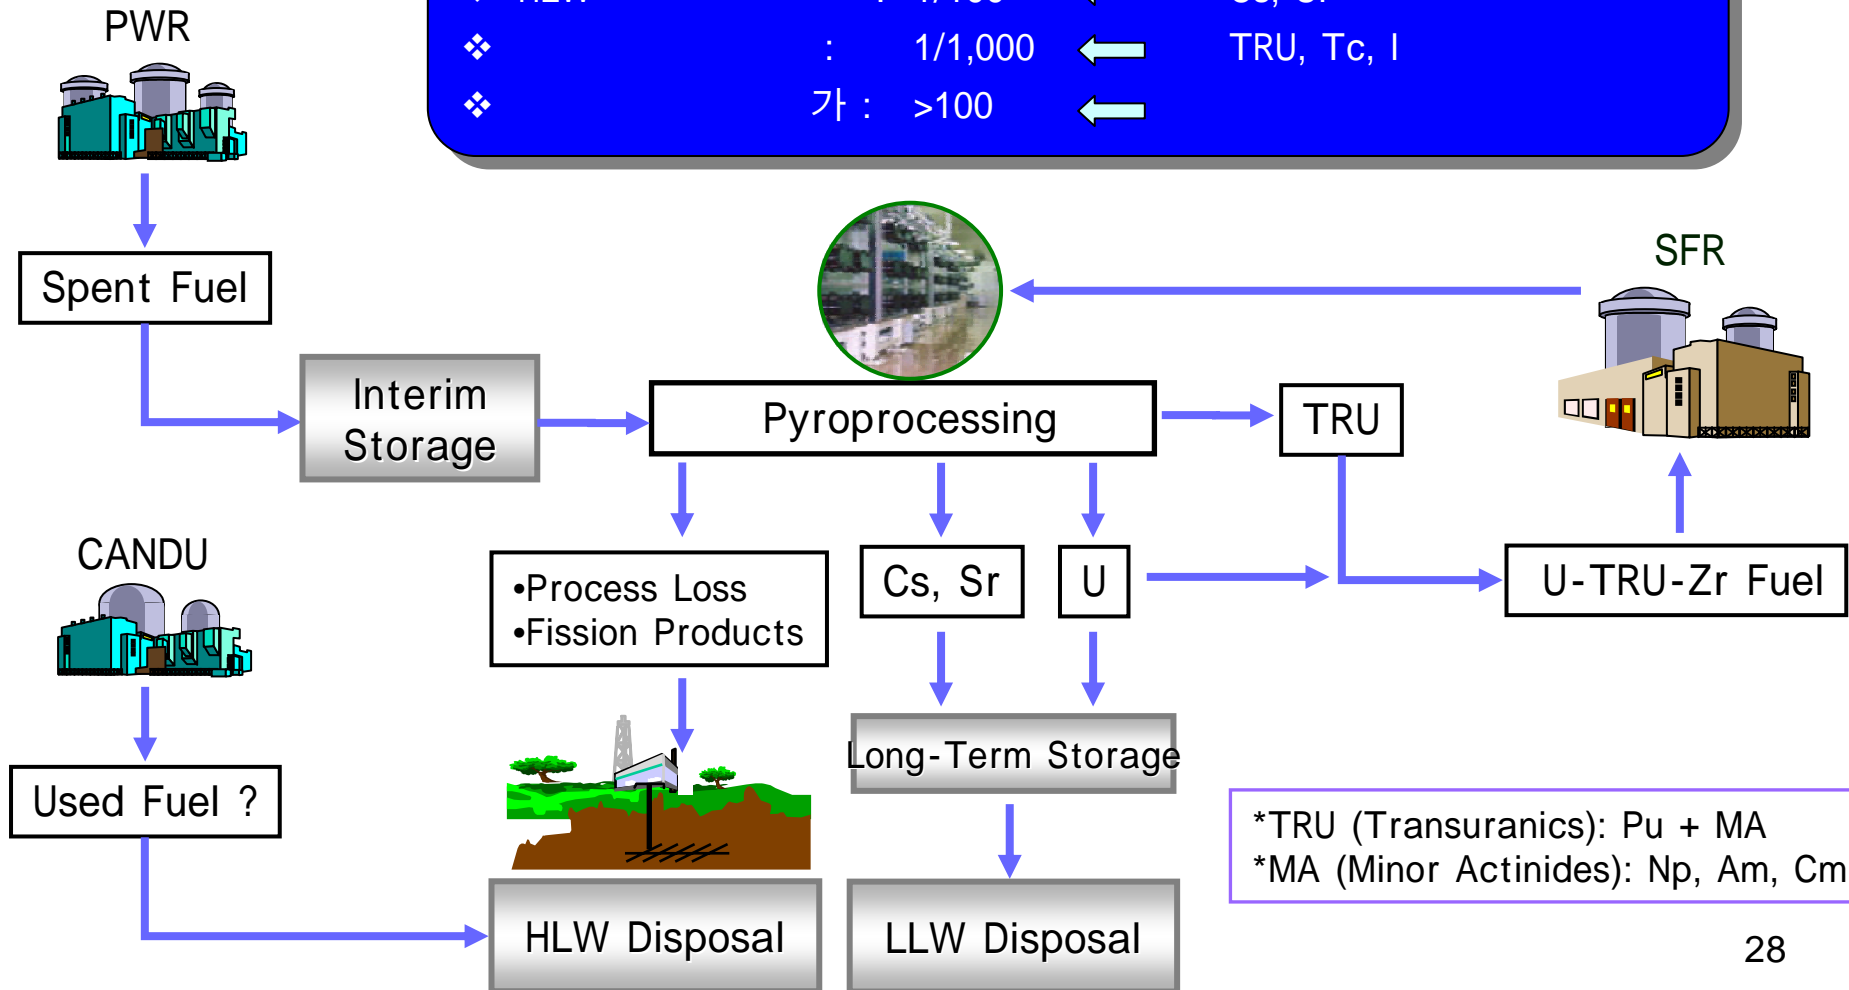 ❖ : 1/1,000 TRU, Tc, I
❖ 가 : >100
PWR
Spent Fuel
SFR
Interim
Storage
Pyroprocessing
TRU
CANDU
•Process Loss
•Fission Products
Cs, Sr
U
U-TRU-Zr Fuel
Long-Term Storage
Used Fuel ?
*TRU (Transuranics): Pu + MA
*MA (Minor Actinides): Np, Am, Cm
HLW Disposal
LLW Disposal
28